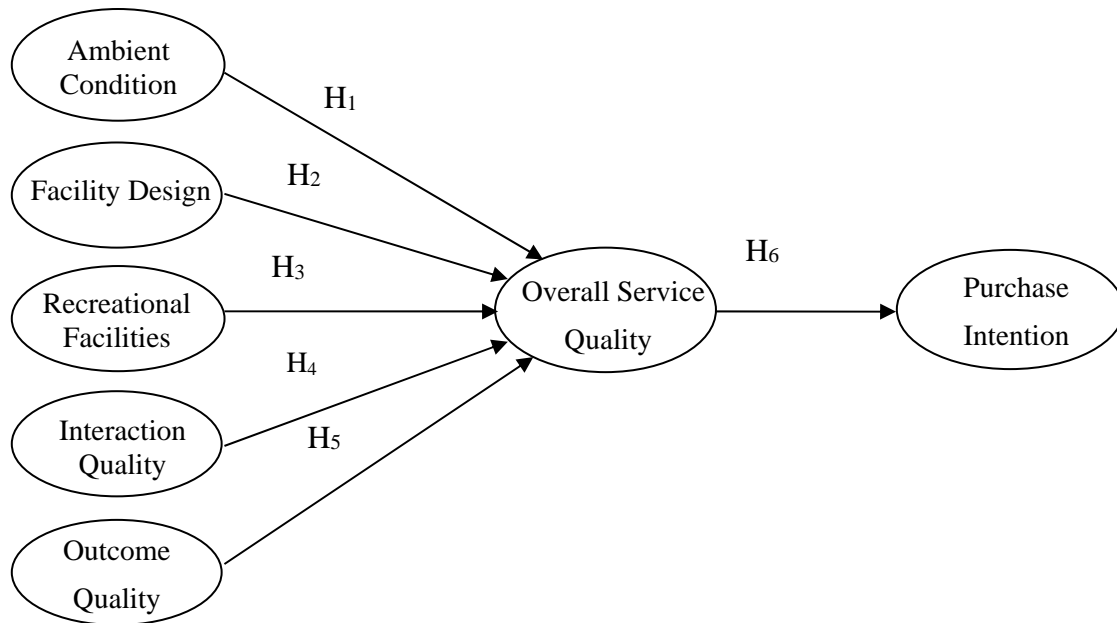 Ambient
Condition
H₁
Facility Design
H₂
Recreational
Facilities
H₃
Interaction
Quality
H₄
Outcome
Quality
H₅
Overall Service
Quality
H₆
Purchase
Intention